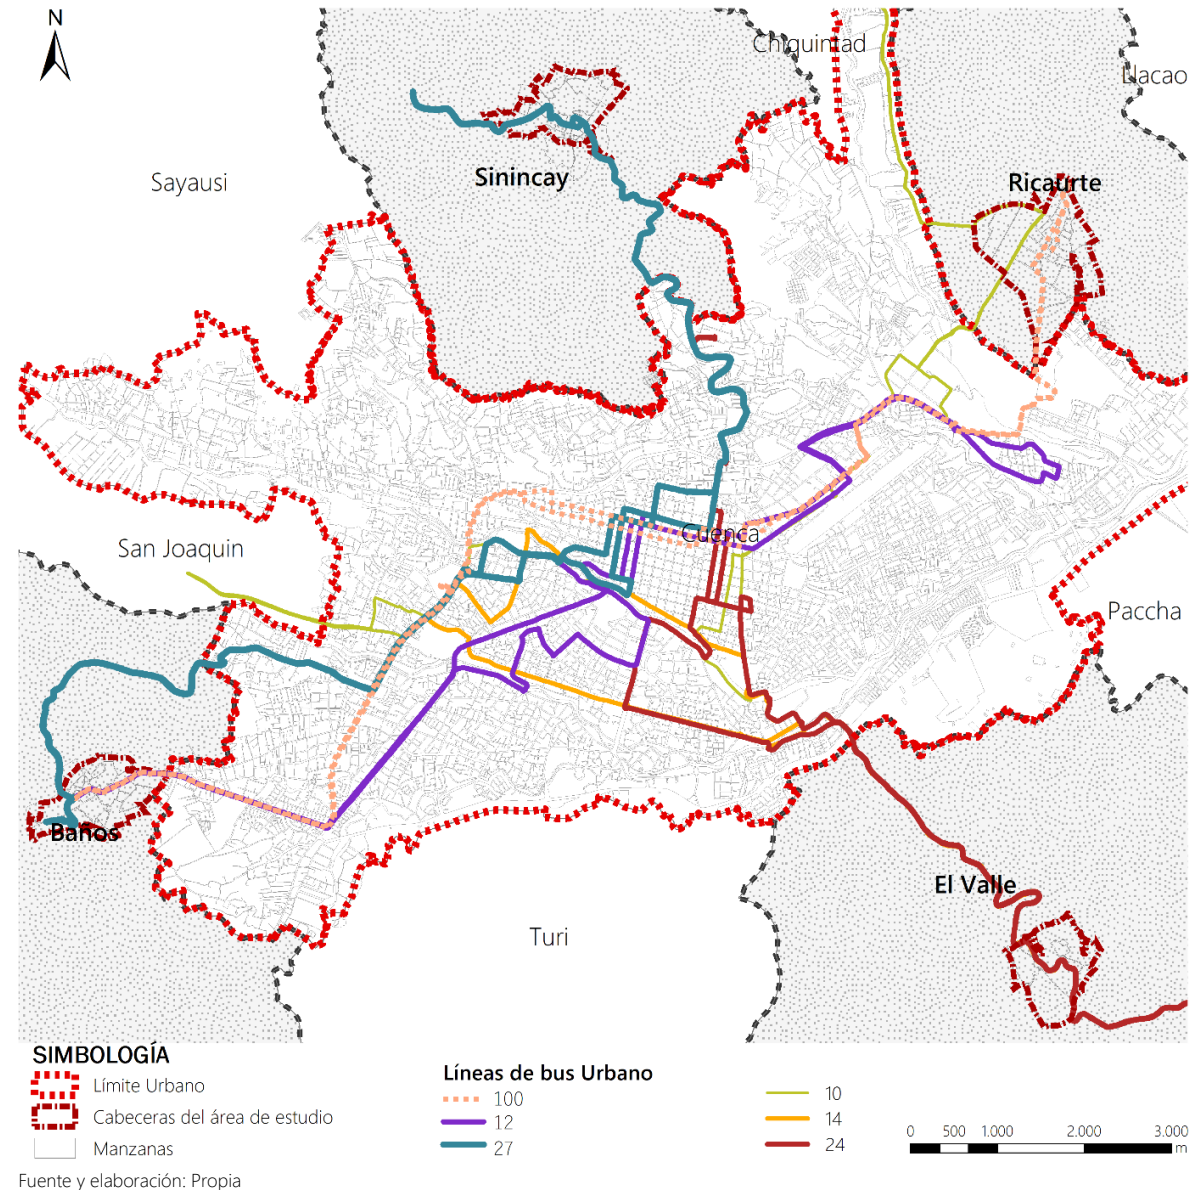 N
Chiquintad
Llacao
Sayausi
Sinincay
Ricaurte
San Joaquin
Cuenca
Paccha
Baños
El Valle
Turi
SIMBOLOGÍA
Límite Urbano
Cabeceras del área de estudio
Manzanas
Líneas de bus Urbano
100
12
27
10
14
24
0 500 1.000 2.000 3.000
m
Fuente y elaboración: Propia